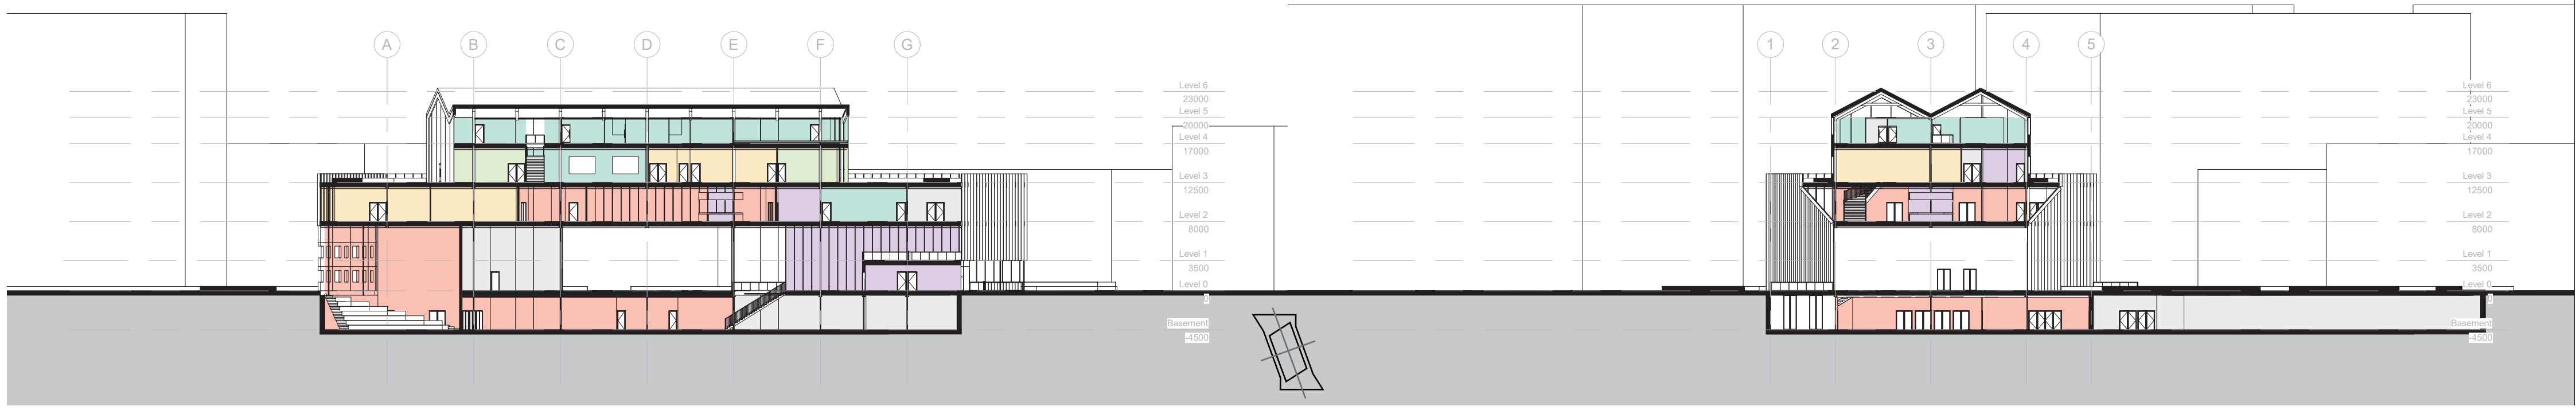 A B C D E F G
1 2 3 4 5
Level 6
23000
Level 5
20000
Level 4
17000
Level 3
12500
Level 2
8000
Level 1
3500
Level 0
0
Basement
-4500
Level 6
23000
Level 5
20000
Level 4
17000
Level 3
12500
Level 2
8000
Level 1
3500
Level 0
0
Basement
-4500